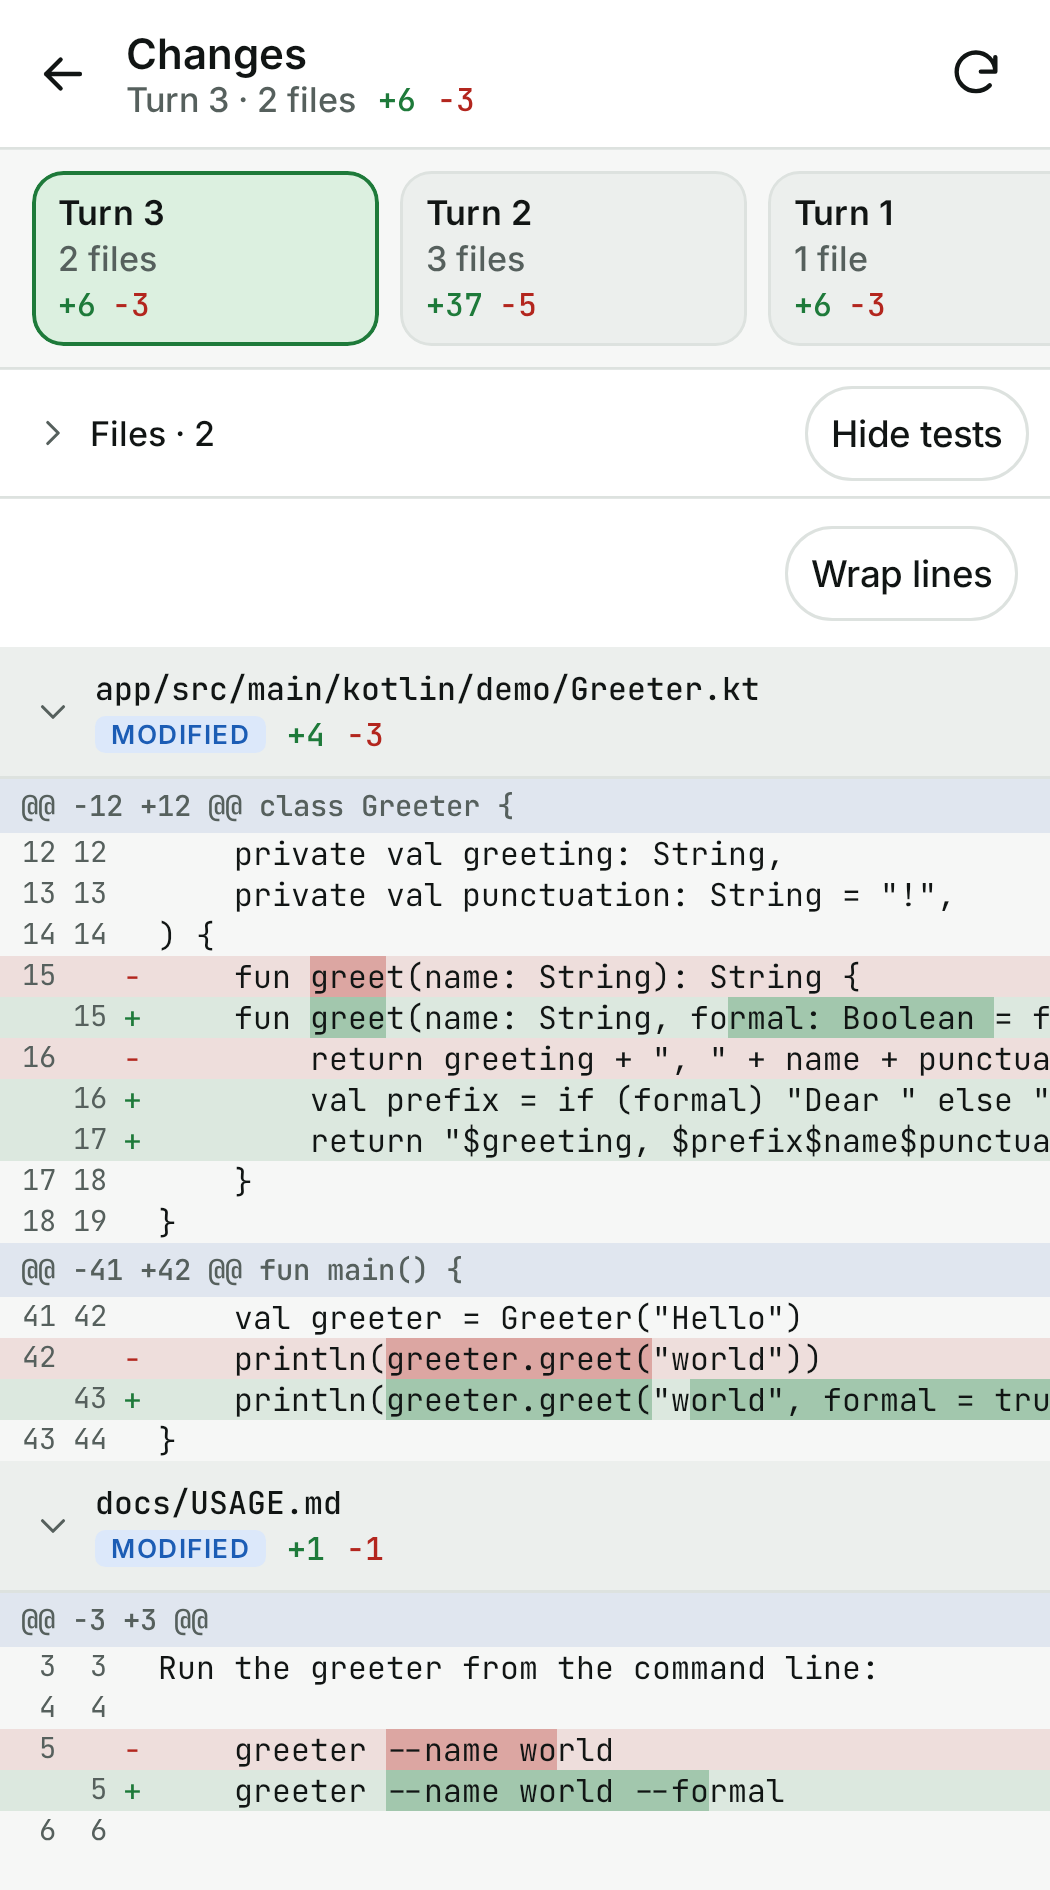 Changes
Turn 3 · 2 files +6 -3
Turn 3
2 files
+6 -3
Turn 2
3 files
+37 -5
Turn 1
1 file
+6 -3
Files · 2
Hide tests
Wrap lines
app/src/main/kotlin/demo/Greeter.kt
MODIFIED +4 -3
@@ -12 +12 @@ class Greeter {
12 12     private val greeting: String,
13 13     private val punctuation: String = "!",
14 14 ) {
15 -     fun greet(name: String): String {
15 +     fun greet(name: String, formal: Boolean = f
16 -         return greeting + ", " + name + punctua
16 +         val prefix = if (formal) "Dear " else "
17 +         return "$greeting, $prefix$name$punctua
17 18     }
18 19 }
@@ -41 +42 @@ fun main() {
41 42     val greeter = Greeter("Hello")
42 -     println(greeter.greet("world"))
43 +     println(greeter.greet("world", formal = tru
43 44 }
docs/USAGE.md
MODIFIED +1 -1
@@ -3 +3 @@
3 3 Run the greeter from the command line:
4 4
5 -     greeter --name world
5 +     greeter --name world --formal
6 6